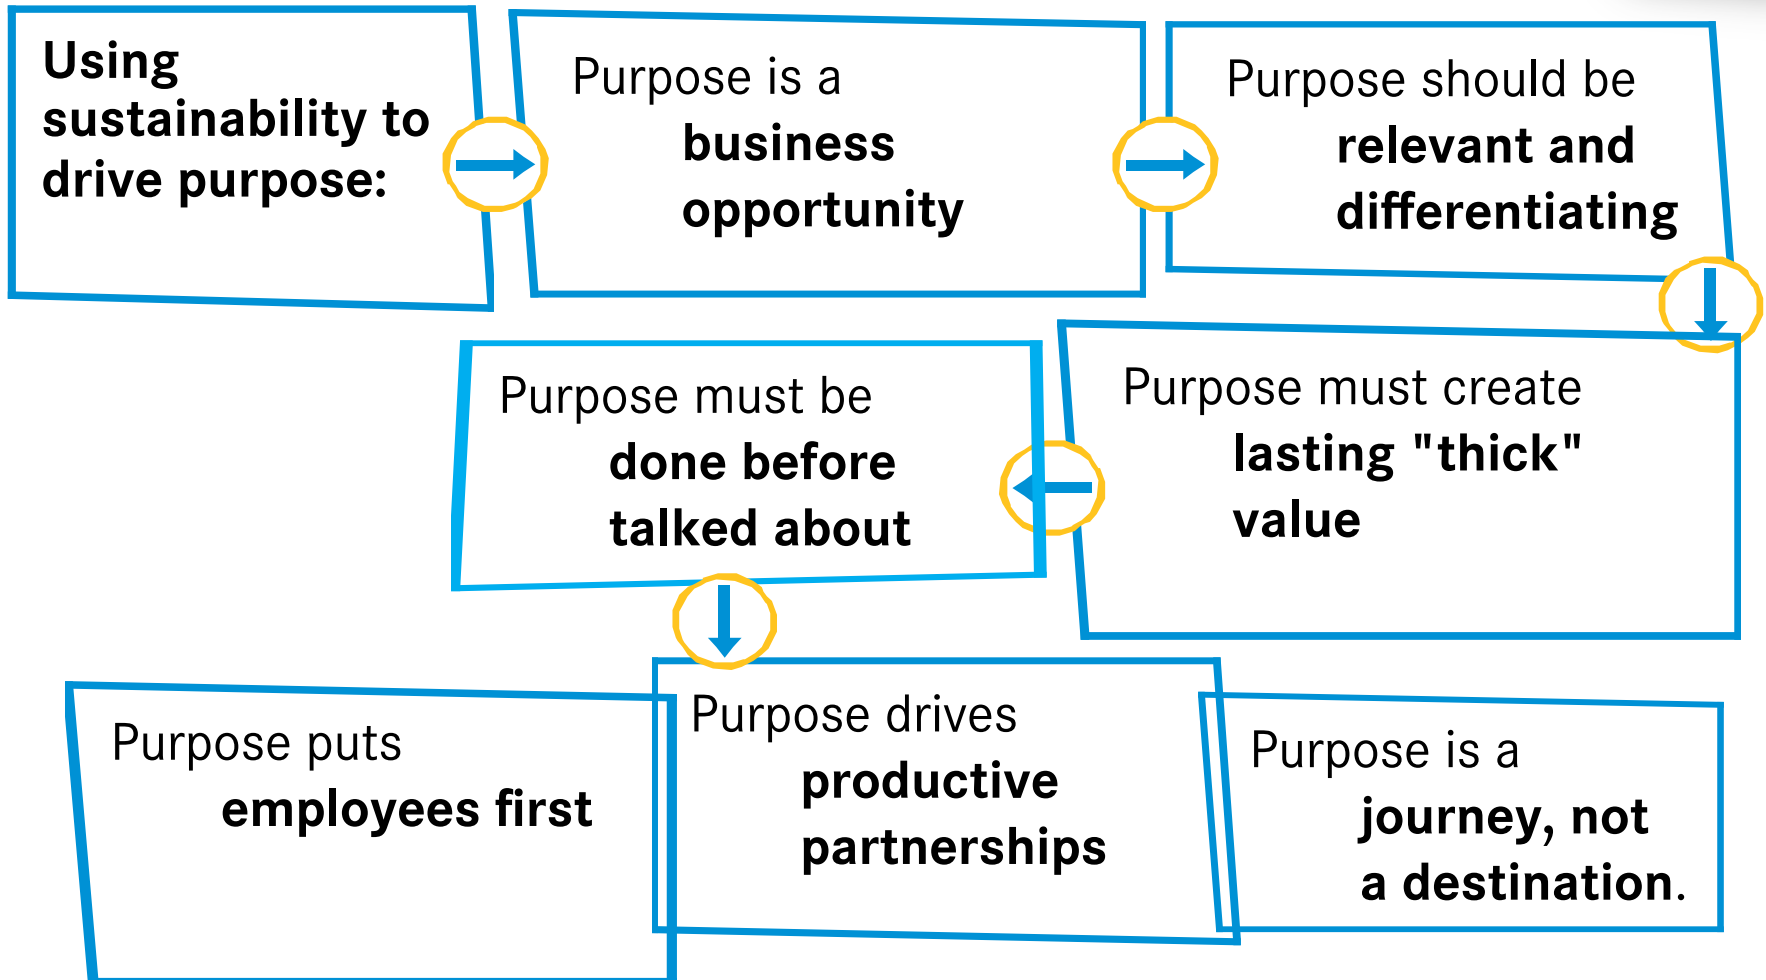 Using
sustainability to
drive purpose:
Purpose is a
business
opportunity
Purpose should be
relevant and
differentiating
Purpose must create
lasting "thick"
value
Purpose must be
done before
talked about
Purpose puts
employees first
Purpose drives
productive
partnerships
Purpose is a
journey, not
a destination.